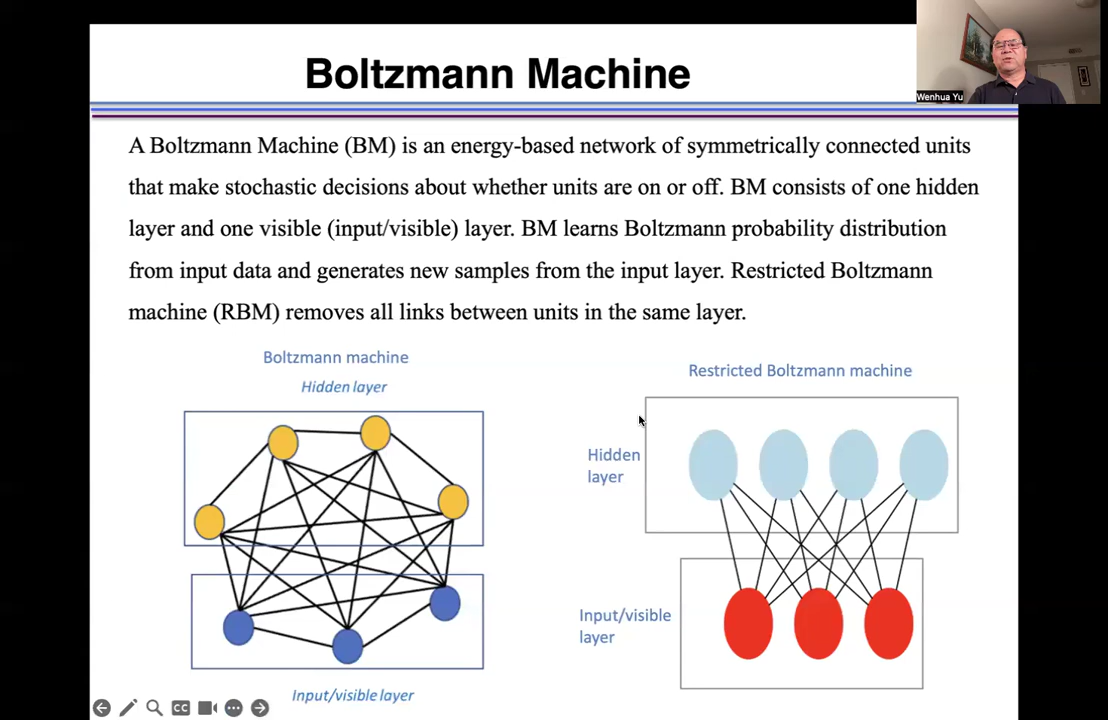 Boltzmann Machine
Wenhua Yu
A Boltzmann Machine (BM) is an energy-based network of symmetrically connected units
that make stochastic decisions about whether units are on or off. BM consists of one hidden
layer and one visible (input/visible) layer. BM learns Boltzmann probability distribution
from input data and generates new samples from the input layer. Restricted Boltzmann
machine (RBM) removes all links between units in the same layer.
Boltzmann machine
Hidden layer
Input/visible layer
Restricted Boltzmann machine
Hidden
layer
Input/visible
layer
CC